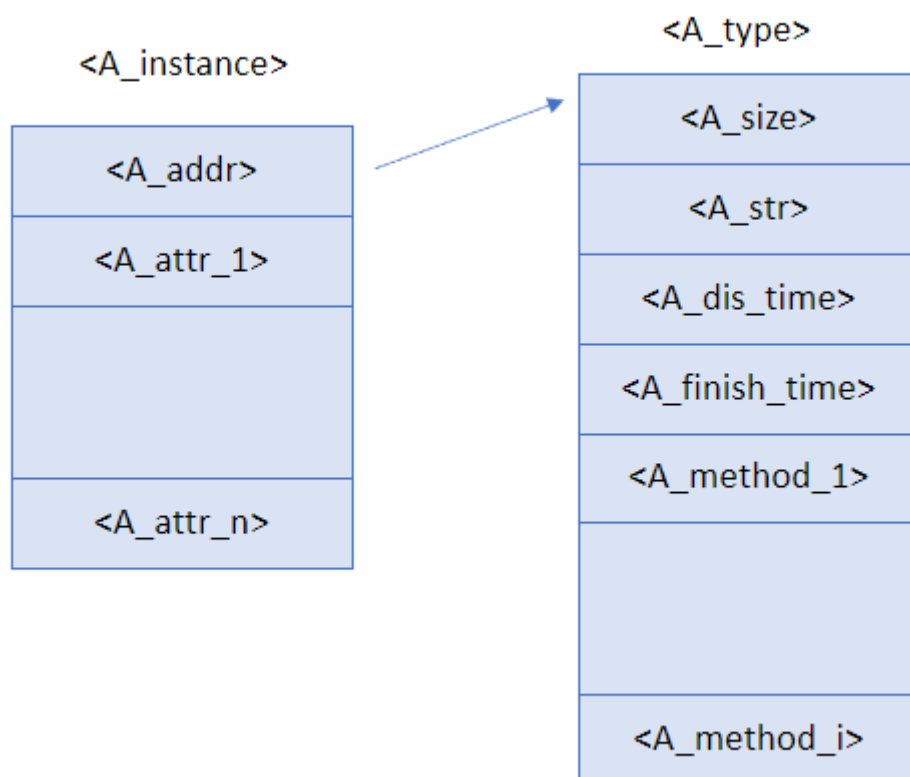 <A_instance>
<A_addr>
<A_attr_1>
<A_attr_n>
<A_type>
<A_size>
<A_str>
<A_dis_time>
<A_finish_time>
<A_method_1>
<A_method_i>